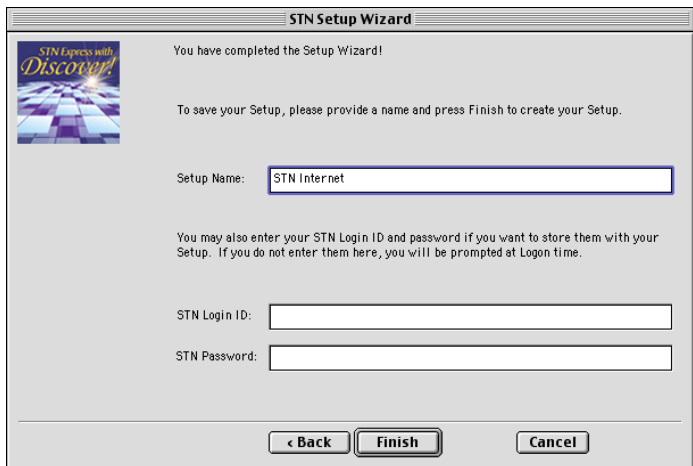 STN Setup Wizard
STN Express with
Discover!
You have completed the Setup Wizard!
To save your Setup, please provide a name and press Finish to create your Setup.
Setup Name: STN Internet
You may also enter your STN Login ID and password if you want to store them with your
Setup. If you do not enter them here, you will be prompted at Logon time.
STN Login ID:
STN Password:
< Back Finish Cancel